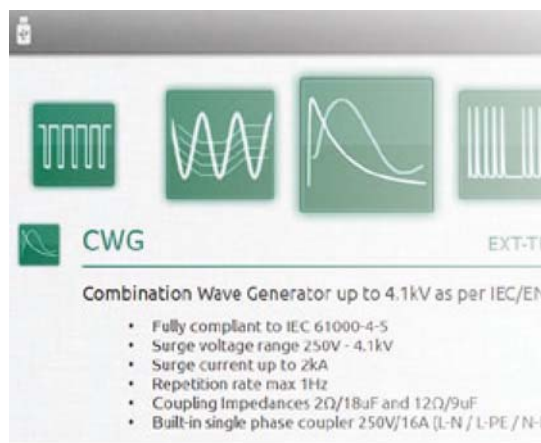 CWG
EXT-T
Combination Wave Generator up to 4.1kV as per IEC/EN
• Fully compliant to IEC 61000-4-5
• Surge voltage range 250V - 4.1kV
• Surge current up to 2kA
• Repetition rate max 1Hz
• Coupling Impedances 2Ω/18uF and 12Ω/9uF
• Built-in single phase coupler 250V/16A (L-N / L-PE / N-